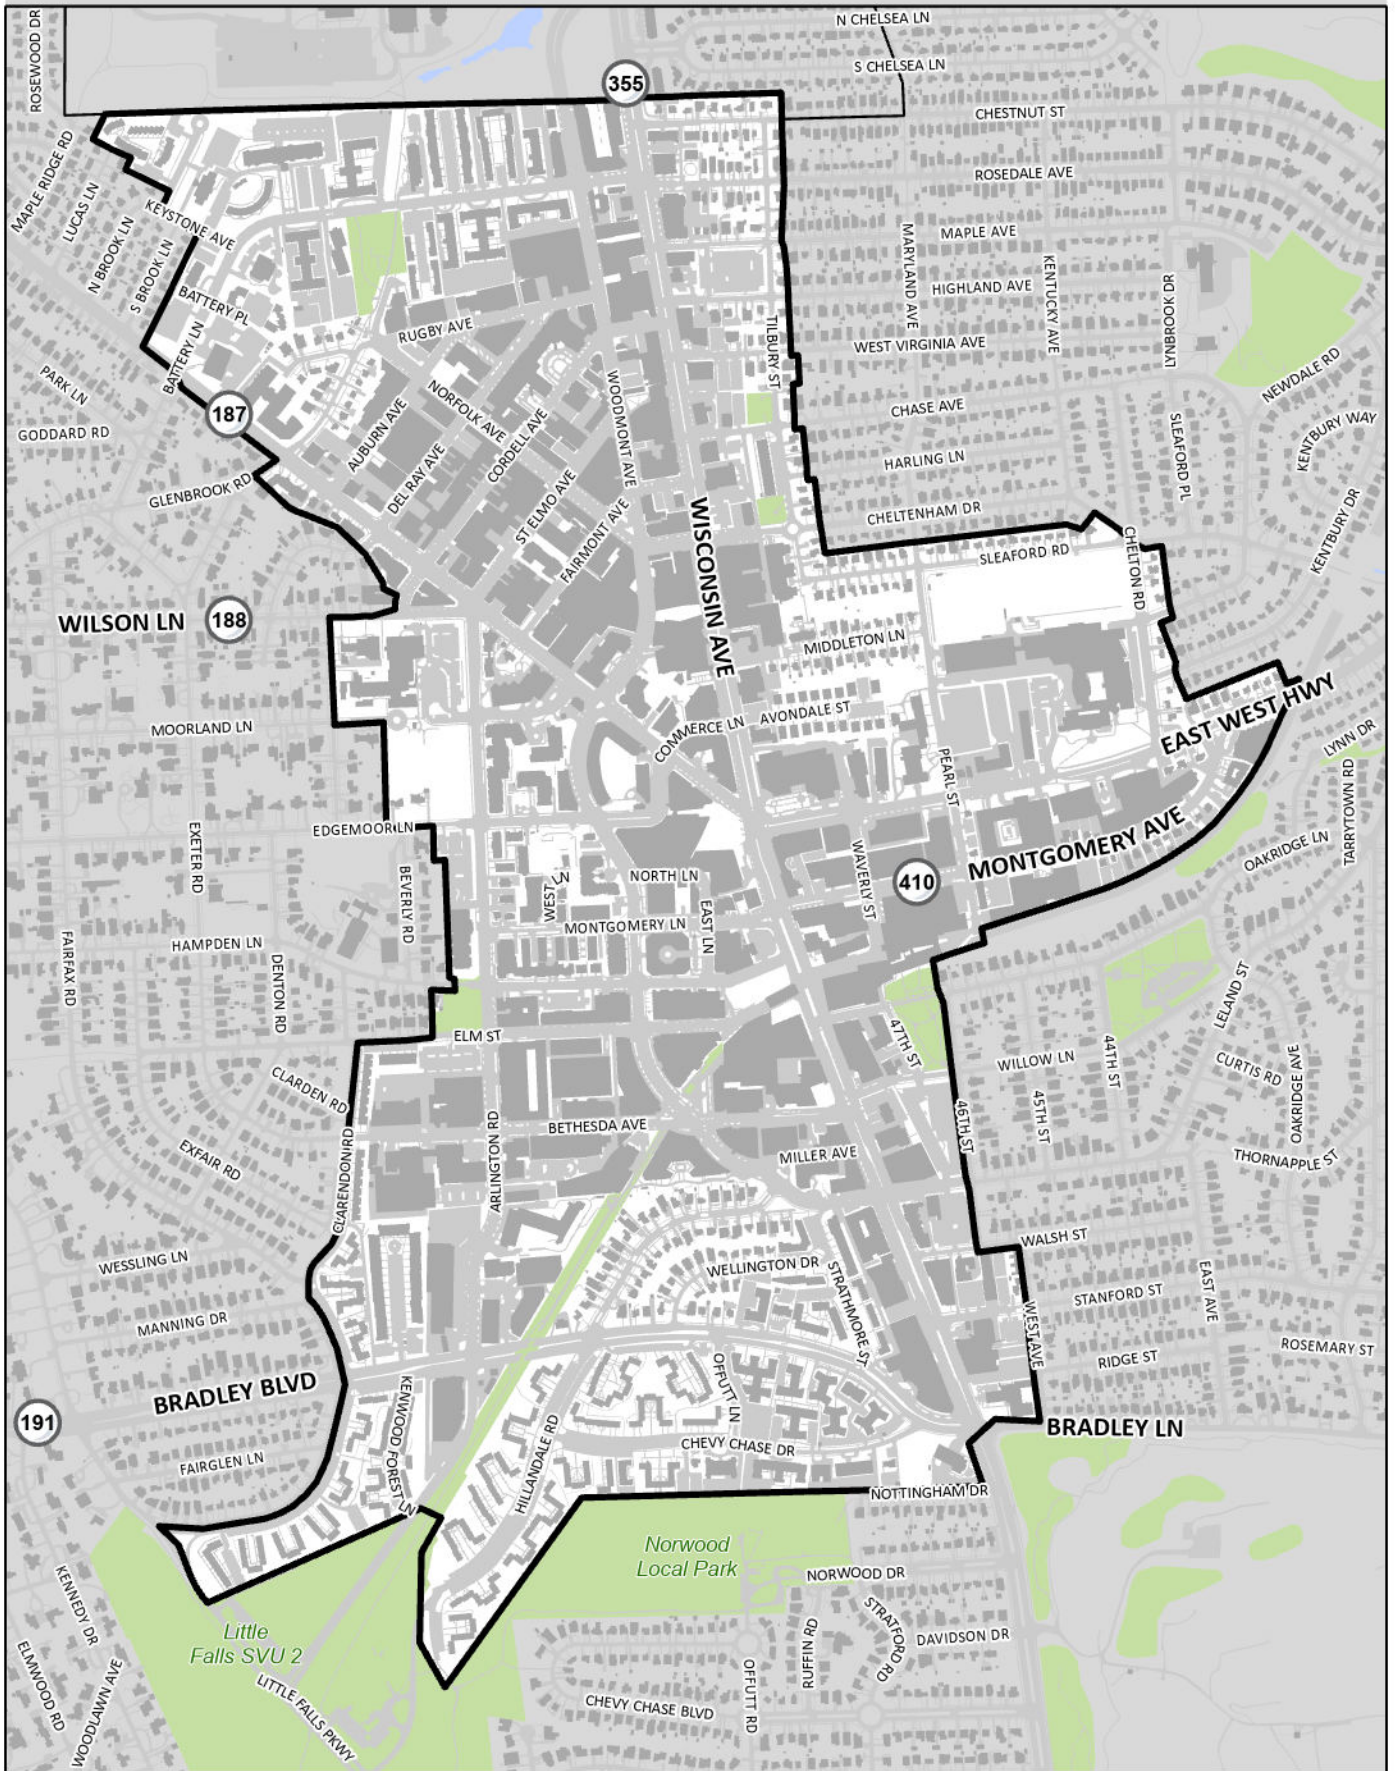 ROSEWOOD DR
N CHELSEA LN
S CHELSEA LN
355
CHESTNUT ST
MAPLE RIDGE RD
LUCAS LN
ROSEDALE AVE
KEYSTONE AVE
N BROOK LN
S BROOK LN
MARYLAND AVE
MAPLE AVE
KENTUCKY AVE
HIGHLAND AVE
LYNBROOK DR
BATTERY PL
RUGBY AVE
TILBURY ST
WEST VIRGINIA AVE
BATTERY LN
PARK LN
NEWDALE RD
187
NORFOLK AVE
WOODMONT AVE
CHASE AVE
GODDARD RD
AUBURN AVE
CORDELL AVE
SLEAFORD PL
KENTBURY WAY
DEL RAY AVE
HARLING LN
GLENBROOK RD
ST ELMO AVE
FAIRMONT AVE
WISCONSIN AVE
CHELTENHAM DR
KENTBURY DR
SLEAFORD RD
CHELTON RD
WILSON LN
188
MIDDLETON LN
MOORLAND LN
COMMERCE LN
AVONDALE ST
EAST WEST HWY
LYNN DR
PEARL ST
TARRYTOWN RD
EDGEMOOR LN
EXETER RD
MONTGOMERY AVE
OAKRIDGE LN
BEVERLY RD
WEST LN
NORTH LN
WAVERLY ST
410
EAST LN
MONTGOMERY LN
FAIRFAX RD
HAMPDEN LN
DENTON RD
LELAND ST
ELM ST
47TH ST
WILLOW LN
44TH ST
CURTIS RD
OAKRIDGE AVE
CLARDEN RD
45TH ST
46TH ST
BETHESDA AVE
EXFAIR RD
CLARENDON RD
ARLINGTON RD
MILLER AVE
THORNAPPLE ST
WALSH ST
WESSLING LN
WELLINGTON DR
STRATHMORE ST
STANFORD ST
EAST AVE
MANNING DR
WEST AVE
ROSEMARY ST
RIDGE ST
BRADLEY BLVD
191
KENWOOD FOREST LN
OFFUTT LN
BRADLEY LN
FAIRGLEN LN
HILLANDALE RD
CHEVY CHASE DR
NOTTINGHAM DR
Norwood
Local Park
KENNEDY DR
NORWOOD DR
Little
Falls SVU 2
STRATFORD RD
RUFFIN RD
DAVIDSON DR
ELMWOOD RD
WOODLAWN AVE
LITTLE FALLS PKWY
OFFUTT RD
CHEVY CHASE BLVD